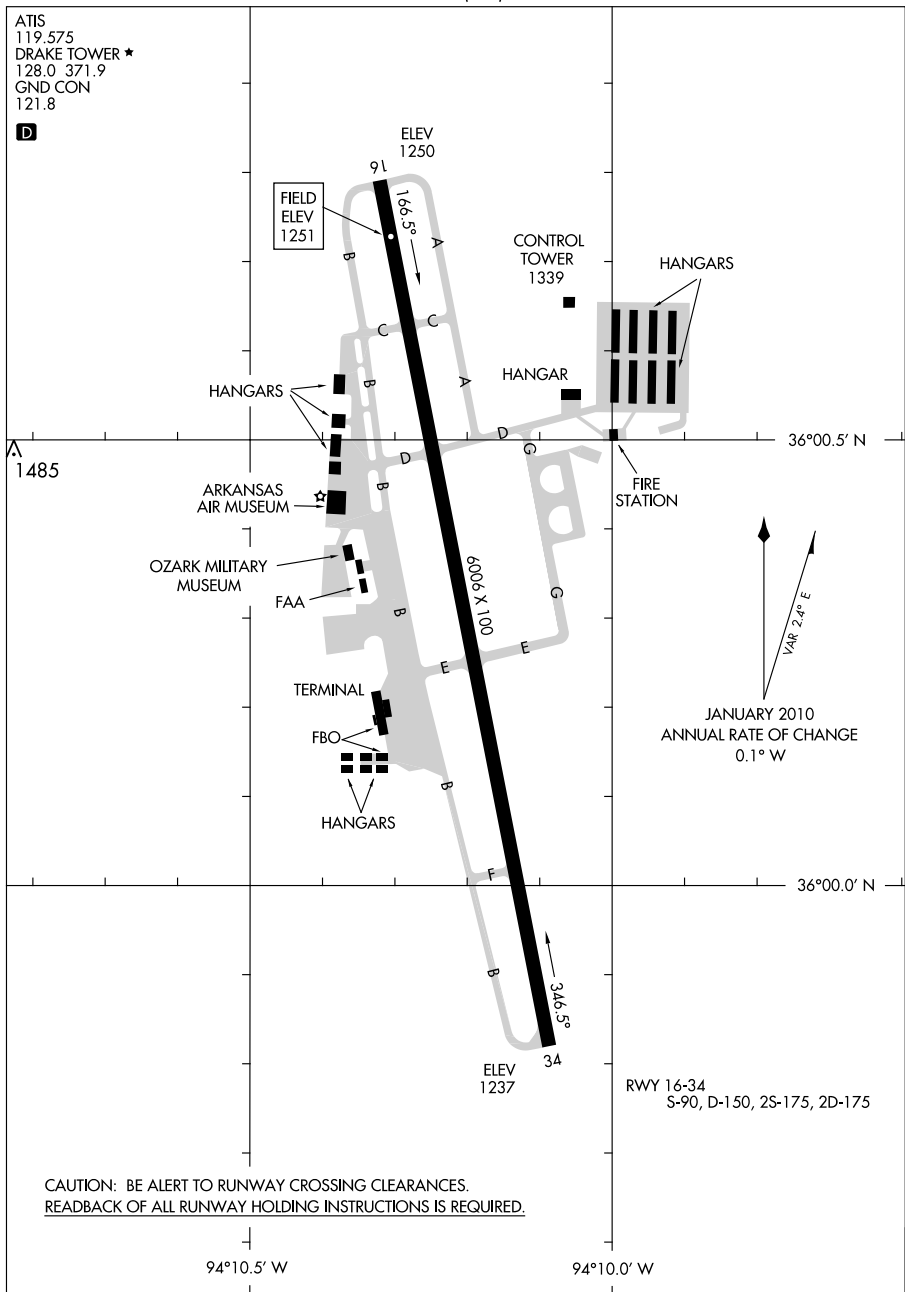 ATIS
119.575
DRAKE TOWER ★
128.0 371.9
GND CON
121.8
D
ELEV
1250
16
FIELD
ELEV
1251
166.5°
A
B
CONTROL
TOWER
1339
HANGARS
C
C
HANGARS
B
A
HANGAR
D
D
G
36°00.5' N
1485
B
FIRE
STATION
ARKANSAS
AIR MUSEUM
OZARK MILITARY
MUSEUM
FAA
6006 X 100
G
B
VAR 2.4° E
E
E
TERMINAL
JANUARY 2010
ANNUAL RATE OF CHANGE
0.1° W
FBO
B
HANGARS
F
36°00.0' N
B
346.5°
34
ELEV
1237
RWY 16-34
S-90, D-150, 2S-175, 2D-175
CAUTION: BE ALERT TO RUNWAY CROSSING CLEARANCES.
READBACK OF ALL RUNWAY HOLDING INSTRUCTIONS IS REQUIRED.
94°10.5' W
94°10.0' W